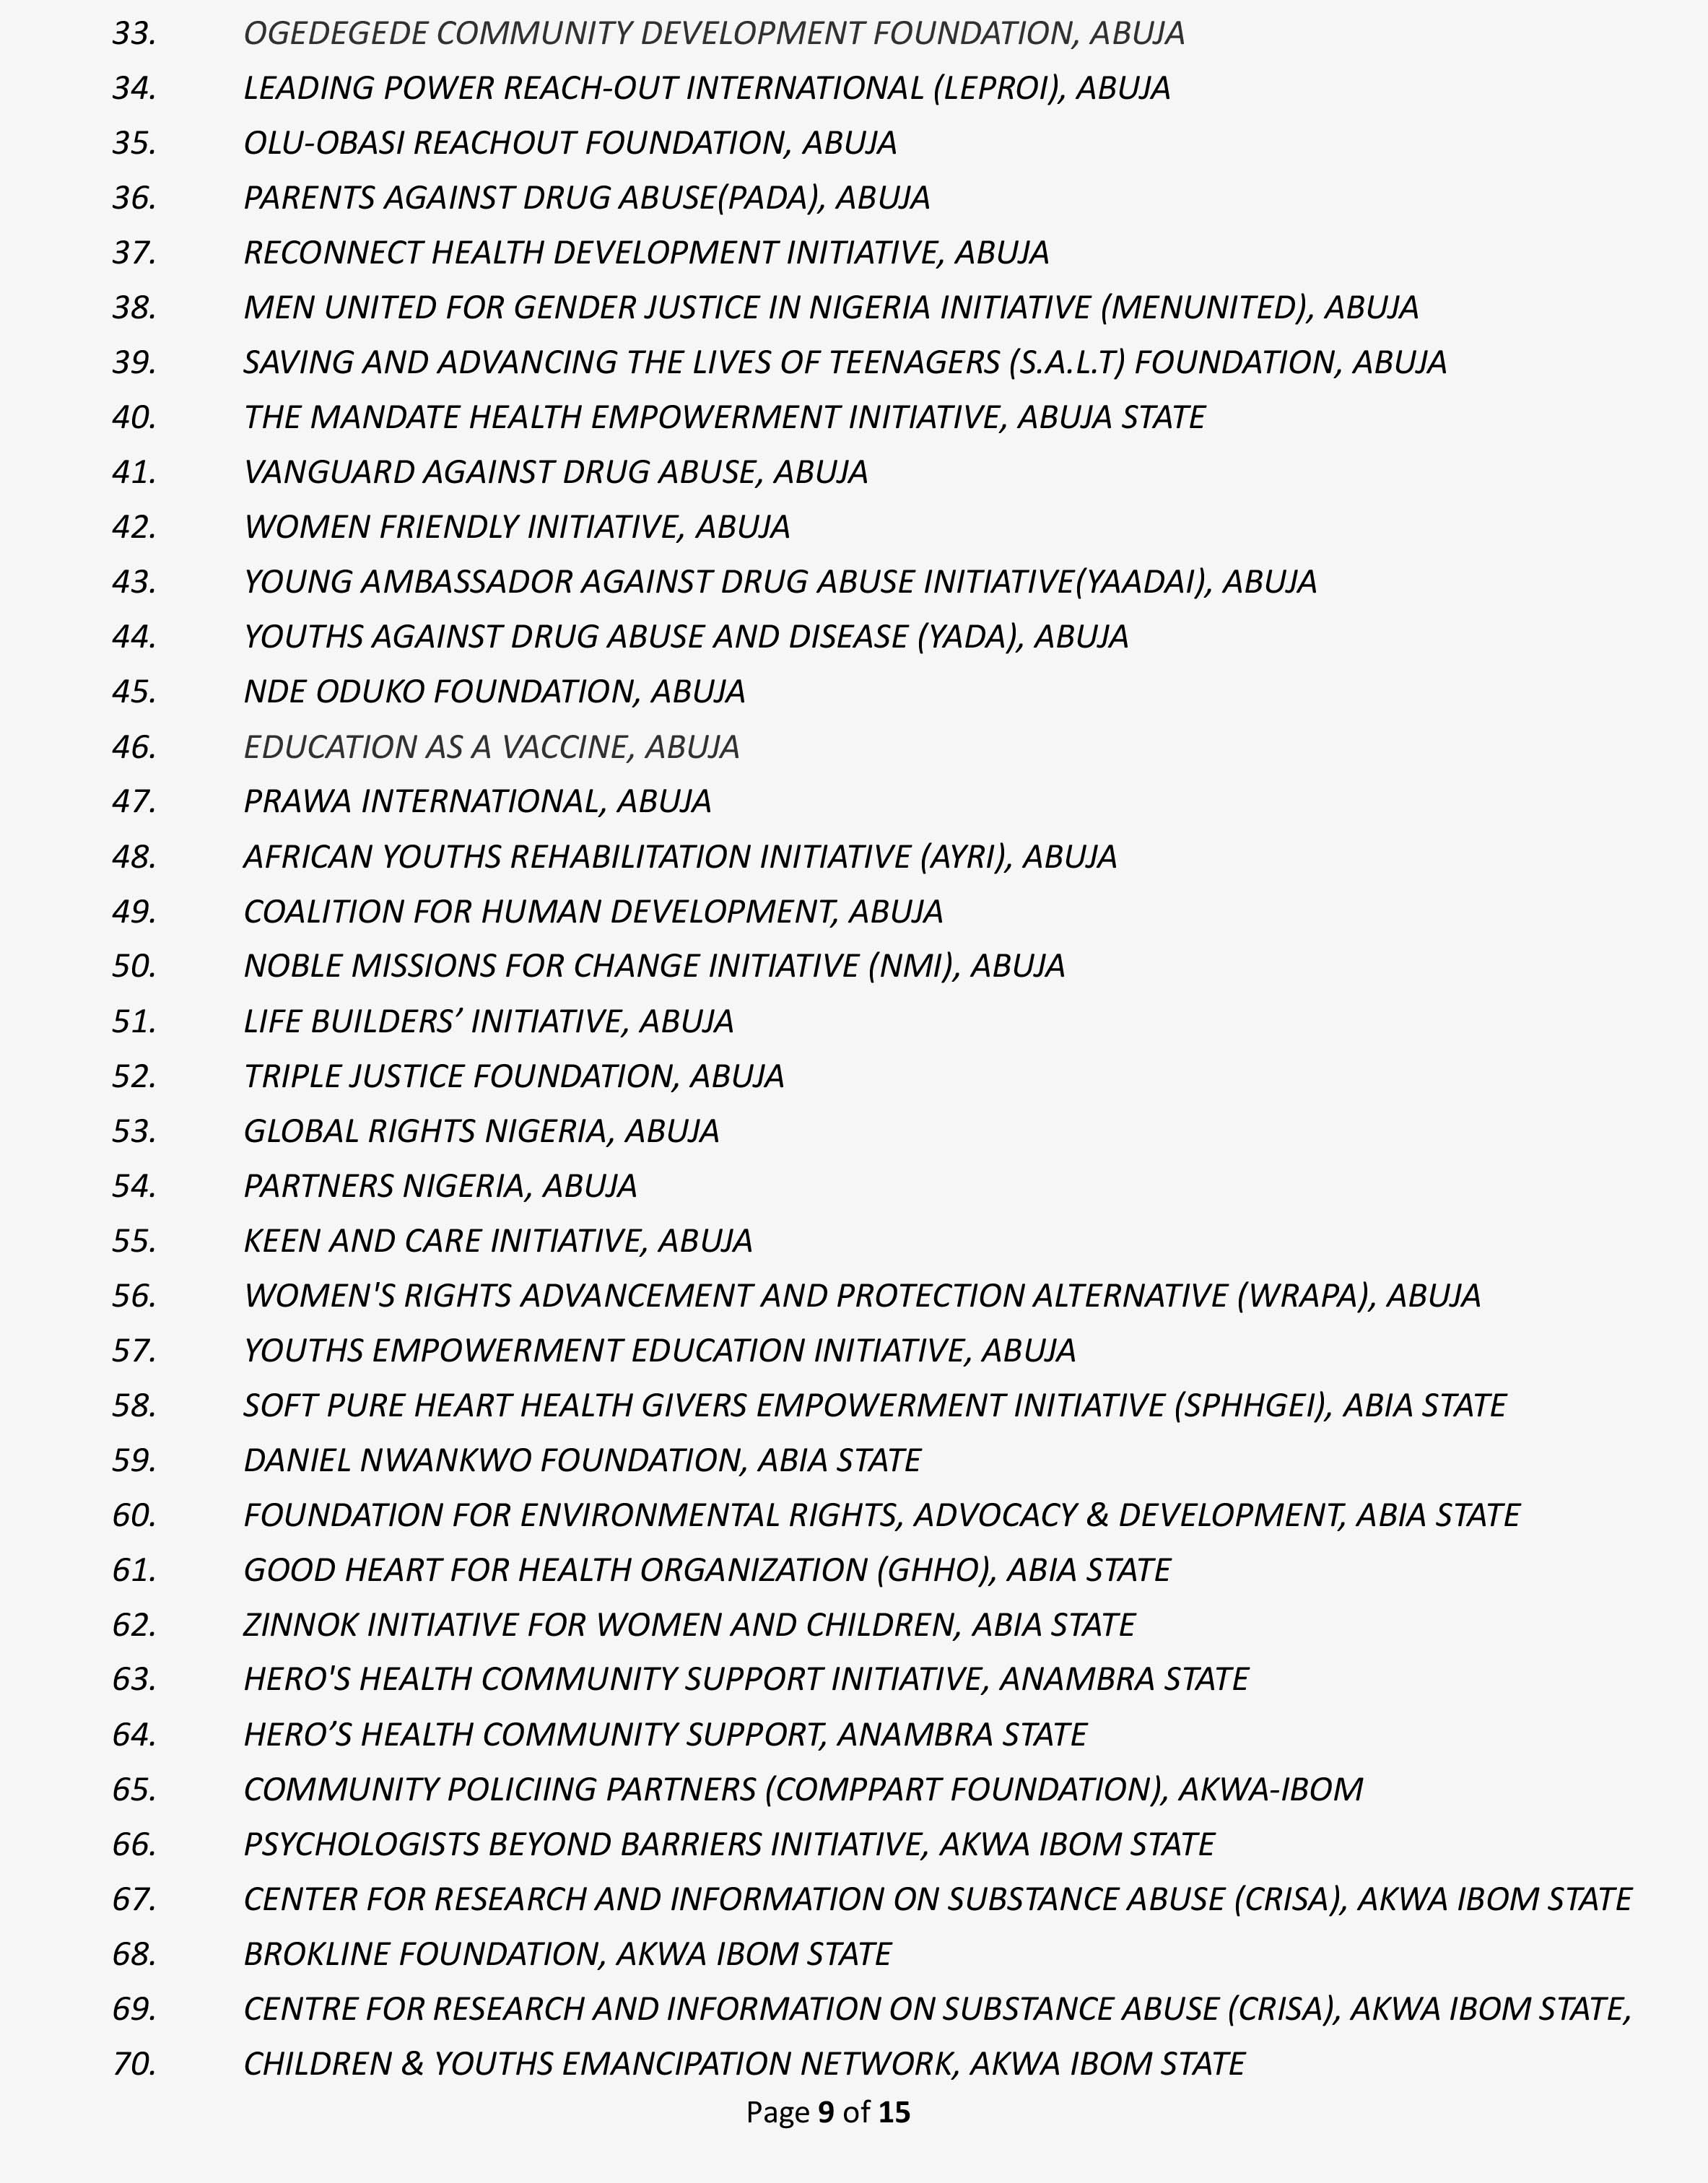 33. OGEDEGEDE COMMUNITY DEVELOPMENT FOUNDATION, ABUJA
34. LEADING POWER REACH-OUT INTERNATIONAL (LEPROI), ABUJA
35. OLU-OBASI REACHOUT FOUNDATION, ABUJA
36. PARENTS AGAINST DRUG ABUSE(PADA), ABUJA
37. RECONNECT HEALTH DEVELOPMENT INITIATIVE, ABUJA
38. MEN UNITED FOR GENDER JUSTICE IN NIGERIA INITIATIVE (MENUNITED), ABUJA
39. SAVING AND ADVANCING THE LIVES OF TEENAGERS (S.A.L.T) FOUNDATION, ABUJA
40. THE MANDATE HEALTH EMPOWERMENT INITIATIVE, ABUJA STATE
41. VANGUARD AGAINST DRUG ABUSE, ABUJA
42. WOMEN FRIENDLY INITIATIVE, ABUJA
43. YOUNG AMBASSADOR AGAINST DRUG ABUSE INITIATIVE(YAADAI), ABUJA
44. YOUTHS AGAINST DRUG ABUSE AND DISEASE (YADA), ABUJA
45. NDE ODUKO FOUNDATION, ABUJA
46. EDUCATION AS A VACCINE, ABUJA
47. PRAWA INTERNATIONAL, ABUJA
48. AFRICAN YOUTHS REHABILITATION INITIATIVE (AYRI), ABUJA
49. COALITION FOR HUMAN DEVELOPMENT, ABUJA
50. NOBLE MISSIONS FOR CHANGE INITIATIVE (NMI), ABUJA
51. LIFE BUILDERS’ INITIATIVE, ABUJA
52. TRIPLE JUSTICE FOUNDATION, ABUJA
53. GLOBAL RIGHTS NIGERIA, ABUJA
54. PARTNERS NIGERIA, ABUJA
55. KEEN AND CARE INITIATIVE, ABUJA
56. WOMEN'S RIGHTS ADVANCEMENT AND PROTECTION ALTERNATIVE (WRAPA), ABUJA
57. YOUTHS EMPOWERMENT EDUCATION INITIATIVE, ABUJA
58. SOFT PURE HEART HEALTH GIVERS EMPOWERMENT INITIATIVE (SPHHGEI), ABIA STATE
59. DANIEL NWANKWO FOUNDATION, ABIA STATE
60. FOUNDATION FOR ENVIRONMENTAL RIGHTS, ADVOCACY & DEVELOPMENT, ABIA STATE
61. GOOD HEART FOR HEALTH ORGANIZATION (GHHO), ABIA STATE
62. ZINNOK INITIATIVE FOR WOMEN AND CHILDREN, ABIA STATE
63. HERO'S HEALTH COMMUNITY SUPPORT INITIATIVE, ANAMBRA STATE
64. HERO’S HEALTH COMMUNITY SUPPORT, ANAMBRA STATE
65. COMMUNITY POLICIING PARTNERS (COMPPART FOUNDATION), AKWA-IBOM
66. PSYCHOLOGISTS BEYOND BARRIERS INITIATIVE, AKWA IBOM STATE
67. CENTER FOR RESEARCH AND INFORMATION ON SUBSTANCE ABUSE (CRISA), AKWA IBOM STATE
68. BROKLINE FOUNDATION, AKWA IBOM STATE
69. CENTRE FOR RESEARCH AND INFORMATION ON SUBSTANCE ABUSE (CRISA), AKWA IBOM STATE,
70. CHILDREN & YOUTHS EMANCIPATION NETWORK, AKWA IBOM STATE
Page 9 of 15